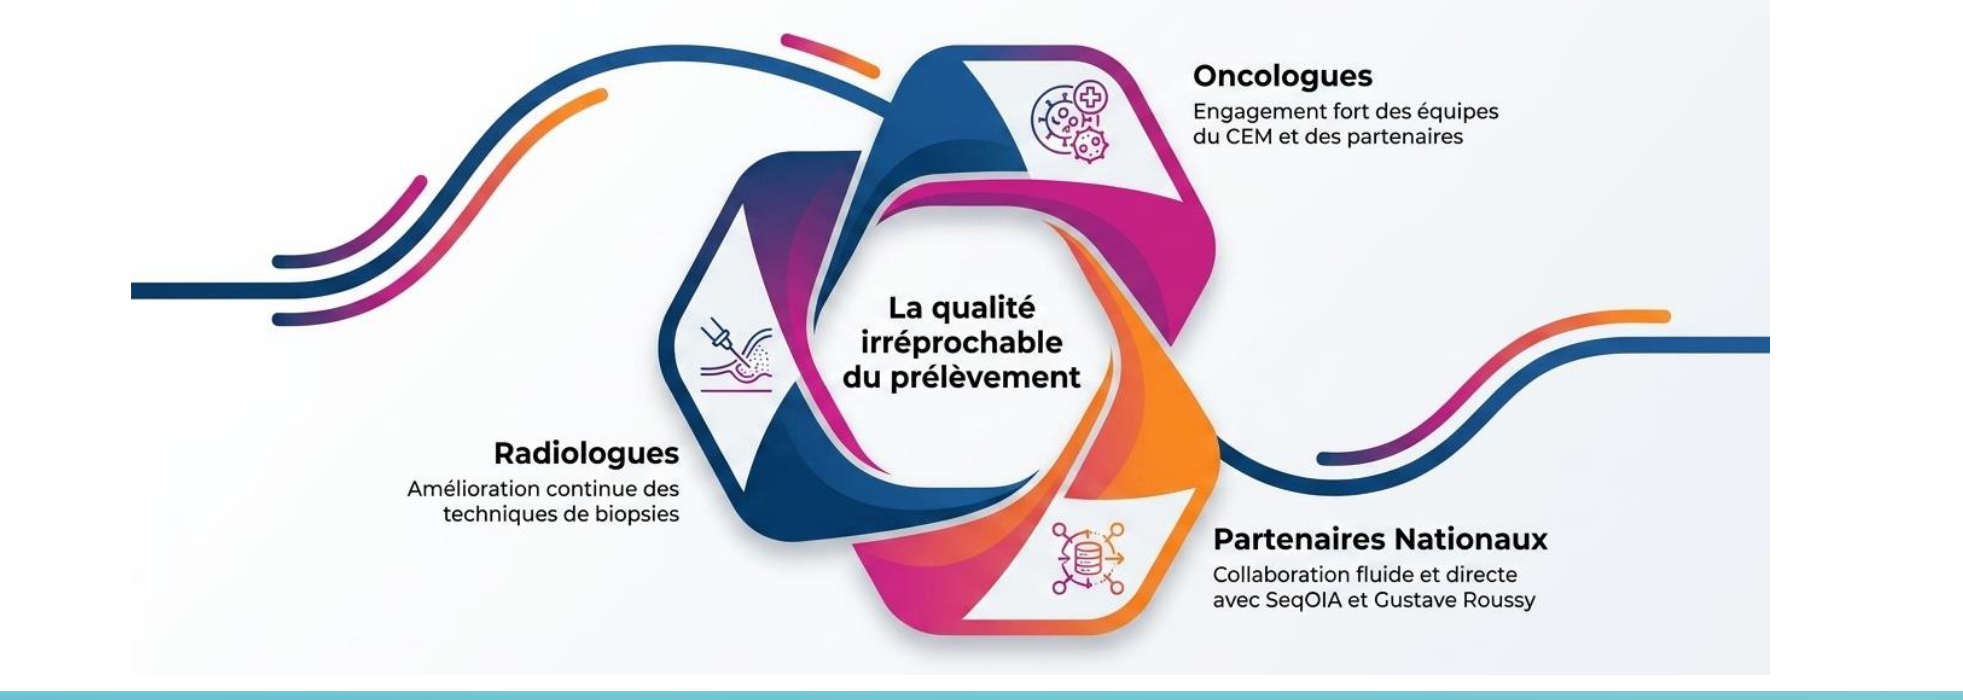 Oncologues
Engagement fort des équipes
du CEM et des partenaires
La qualité
irréprochable
du prélèvement
Radiologues
Amélioration continue des
techniques de biopsies
Partenaires Nationaux
Collaboration fluide et directe
avec SeqOIA et Gustave Roussy